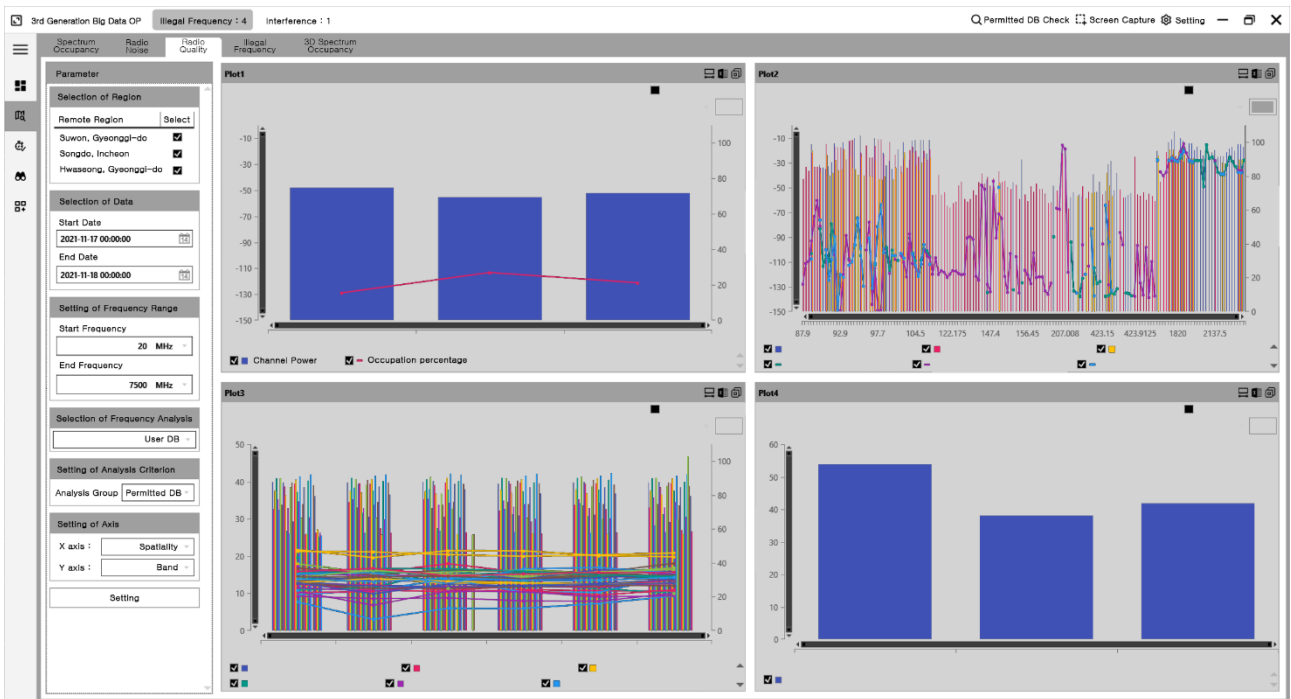 3rd Generation Big Data OP Illegal Frequency : 4 Interference : 1 Permitted DB Check Screen Capture Setting
Spectrum Occupancy Radio Noise Radio Quality Illegal Frequency 3D Spectrum Occupancy
Parameter
Selection of Region
Remote Region Select
Suwon, Gyeonggi-do
Songdo, Incheon
Hwaseong, Gyeonggi-do
Selection of Data
Start Date
2021-11-17 00:00:00
End Date
2021-11-18 00:00:00
Setting of Frequency Range
Start Frequency
20 MHz
End Frequency
7500 MHz
Selection of Frequency Analysis
User DB
Setting of Analysis Criterion
Analysis Group Permitted DB
Setting of Axis
X axis : Spatiality
Y axis : Band
Setting
Plot1
-10
-30
-50
-70
-90
-110
-130
-150
100
80
60
40
20
0
Channel Power Occupation percentage
Plot2
-10
-30
-50
-70
-90
-110
-130
-150
100
80
60
40
20
0
87.9 92.9 97.7 104.5 122.175 147.4 156.45 207.008 423.15 423.9125 1820 2137.5
Plot3
50
40
30
20
10
0
100
80
60
40
20
0
Plot4
60
50
40
30
20
10
0